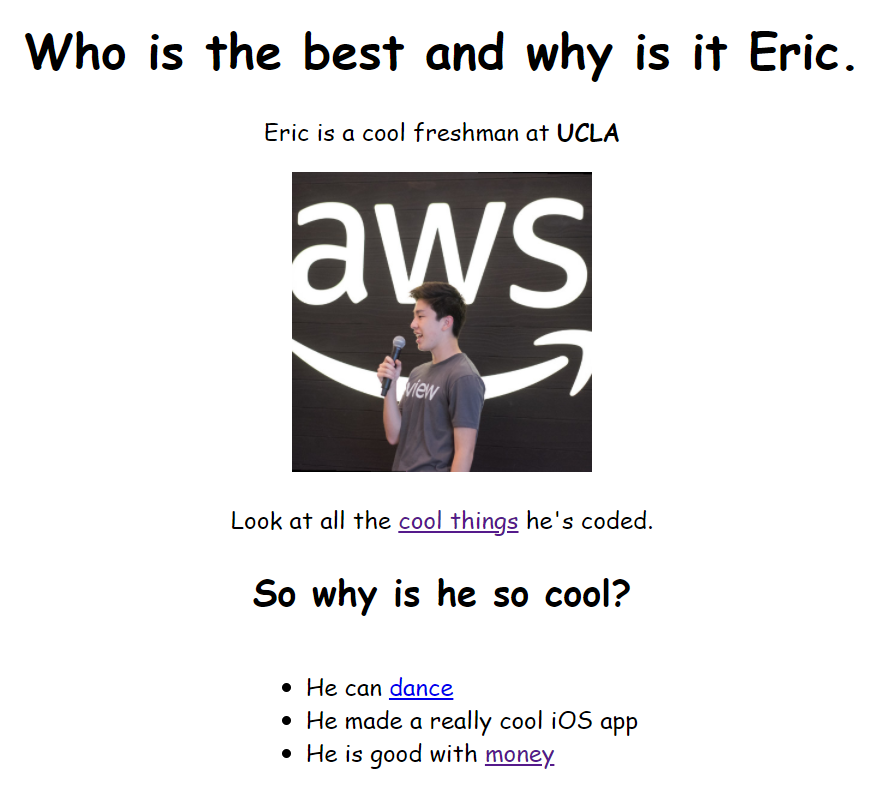 Who is the best and why is it Eric.
Eric is a cool freshman at UCLA
aws
view
Look at all the cool things he's coded.
So why is he so cool?
He can dance
He made a really cool iOS app
He is good with money